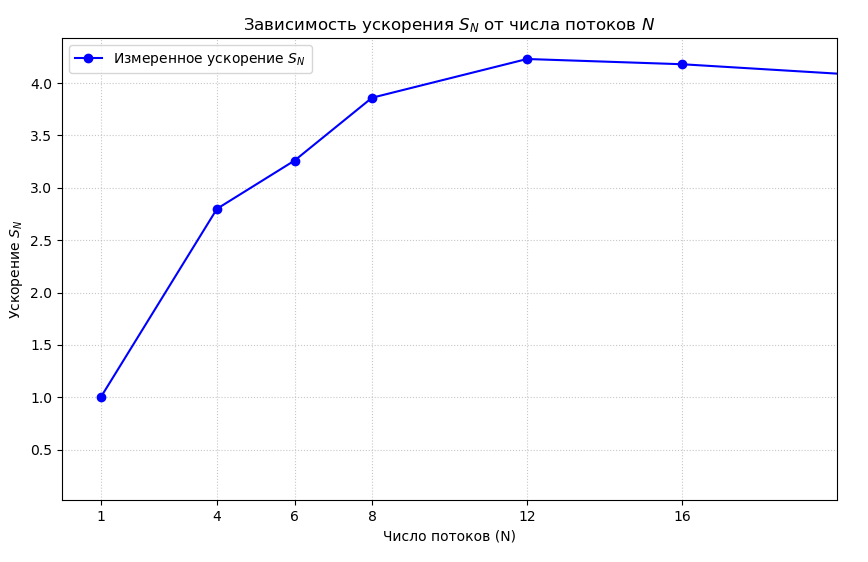 Зависимость ускорения S_N от числа потоков N
Измеренное ускорение S_N
4.0
3.5
3.0
2.5
2.0
1.5
1.0
0.5
Ускорение S_N
1 4 6 8 12 16
Число потоков (N)